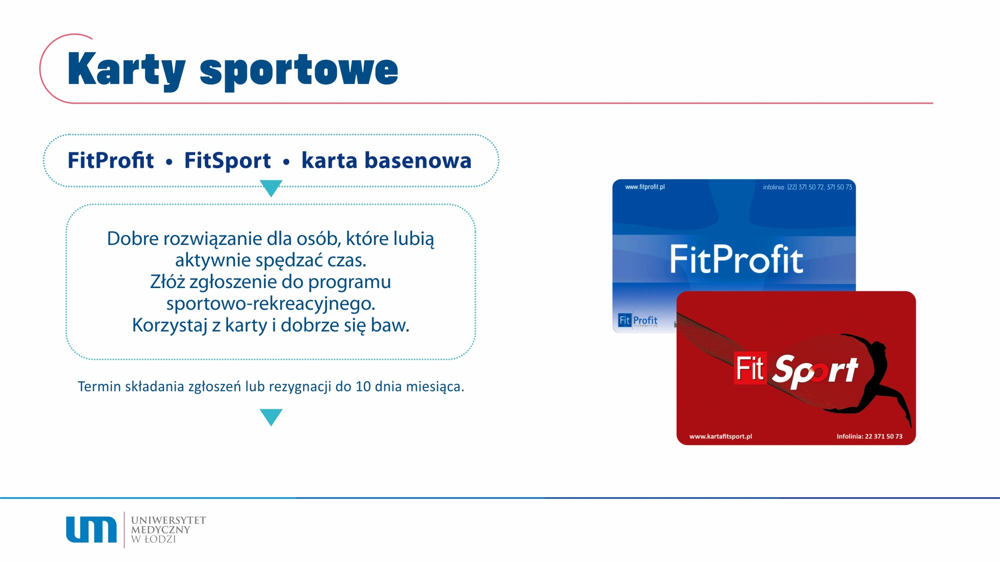 Karty sportowe
FitProfit • FitSport • karta basenowa
Dobre rozwiązanie dla osób, które lubią
aktywnie spędzać czas.
Złóż zgłoszenie do programu
sportowo-rekreacyjnego.
Korzystaj z karty i dobrze się baw.
Termin składania zgłoszeń lub rezygnacji do 10 dnia miesiąca.
www.fitprofit.pl
infolinia: (22) 371 50 72, 371 50 73
FitProfit
Fit Profit
FITPROFIT.PL
Fit Sport
www.kartafitsport.pl
Infolinia: 22 371 50 73
um
UNIWERSYTET
MEDYCZNY
W ŁODZI